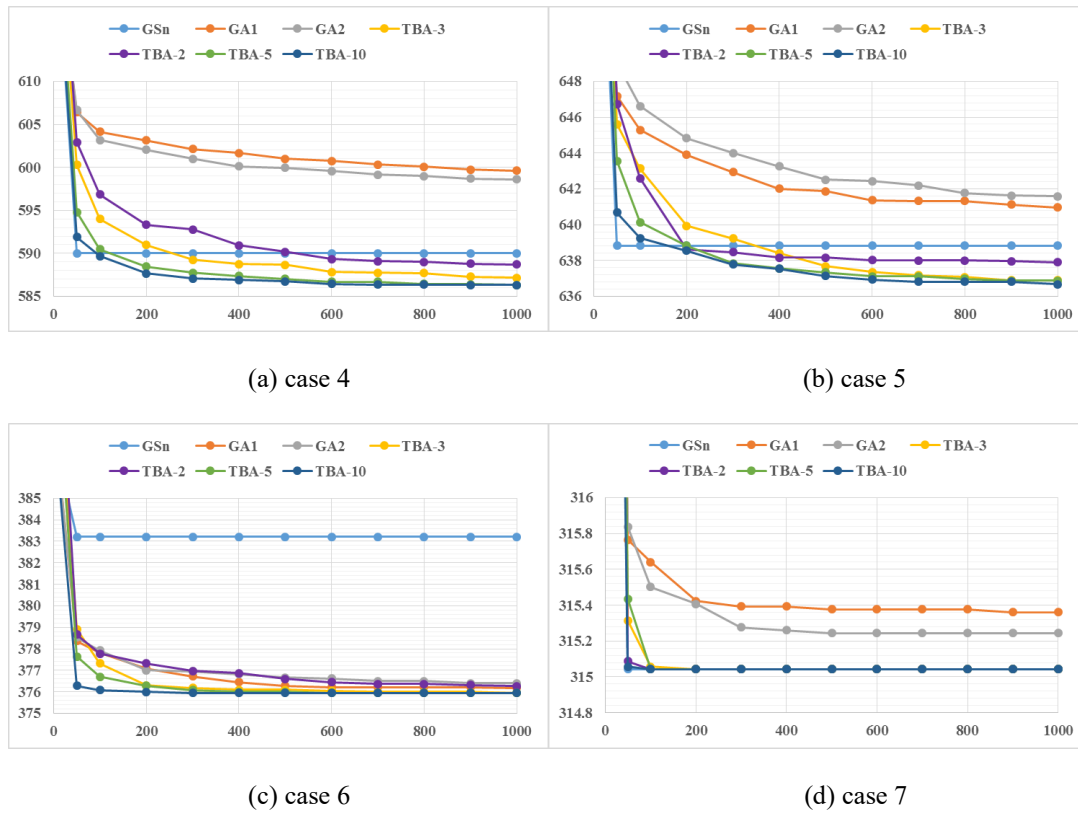 GSn GA1 GA2 TBA-3
TBA-2 TBA-5 TBA-10
610
605
600
595
590
585
0 200 400 600 800 1000
(a) case 4
GSn GA1 GA2 TBA-3
TBA-2 TBA-5 TBA-10
648
646
644
642
640
638
636
0 200 400 600 800 1000
(b) case 5
GSn GA1 GA2 TBA-3
TBA-2 TBA-5 TBA-10
385
384
383
382
381
380
379
378
377
376
375
0 200 400 600 800 1000
(c) case 6
GSn GA1 GA2 TBA-3
TBA-2 TBA-5 TBA-10
316
315.8
315.6
315.4
315.2
315
314.8
0 200 400 600 800 1000
(d) case 7